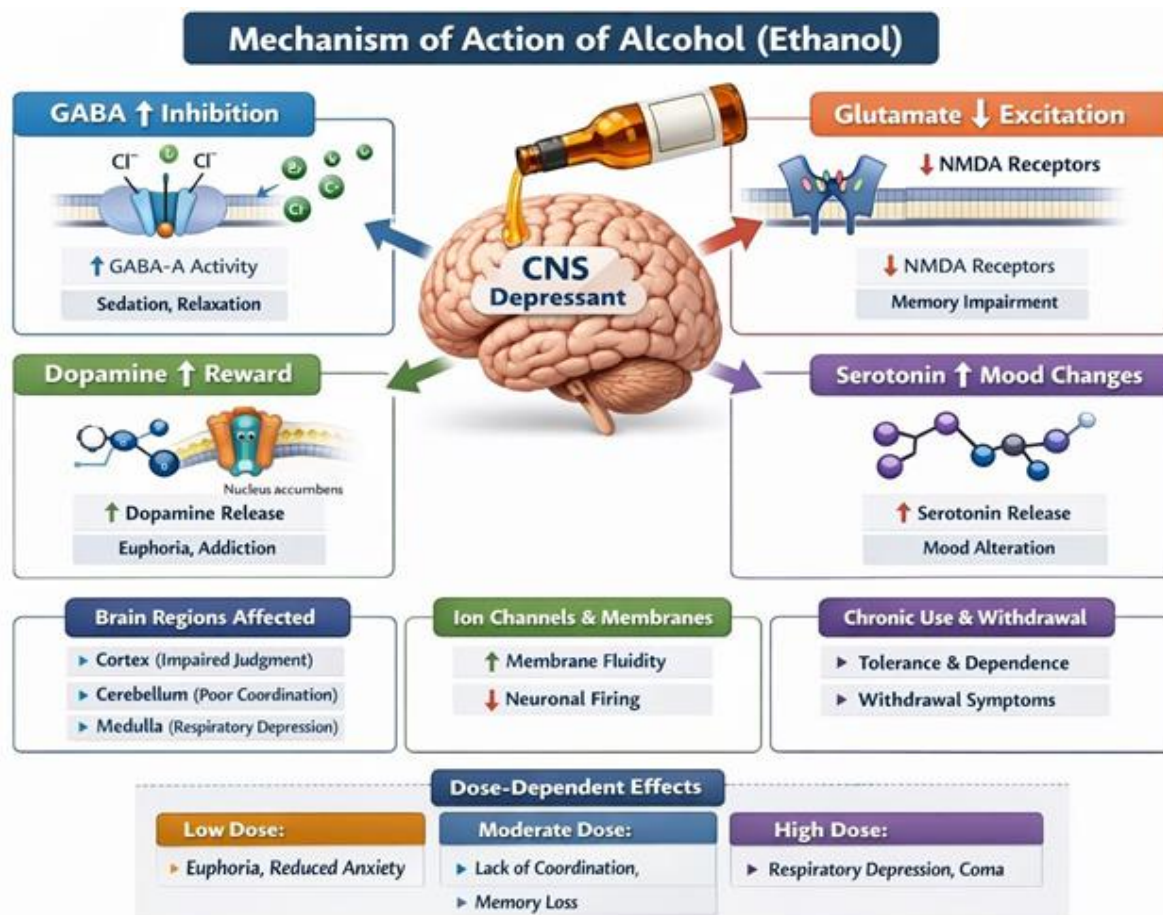 Mechanism of Action of Alcohol (Ethanol)
GABA ↑ Inhibition
Cl⁻ Cl⁻
Cl
↑ GABA-A Activity
Sedation, Relaxation
CNS
Depressant
Glutamate ↓ Excitation
↓ NMDA Receptors
↓ NMDA Receptors
Memory Impairment
Dopamine ↑ Reward
Nucleus accumbens
↑ Dopamine Release
Euphoria, Addiction
Serotonin ↑ Mood Changes
↑ Serotonin Release
Mood Alteration
Brain Regions Affected
▸ Cortex (Impaired Judgment)
▸ Cerebellum (Poor Coordination)
▸ Medulla (Respiratory Depression)
Ion Channels & Membranes
↑ Membrane Fluidity
↓ Neuronal Firing
Chronic Use & Withdrawal
▸ Tolerance & Dependence
▸ Withdrawal Symptoms
Dose-Dependent Effects
Low Dose:
▸ Euphoria, Reduced Anxiety
Moderate Dose:
▸ Lack of Coordination,
▸ Memory Loss
High Dose:
▸ Respiratory Depression, Coma